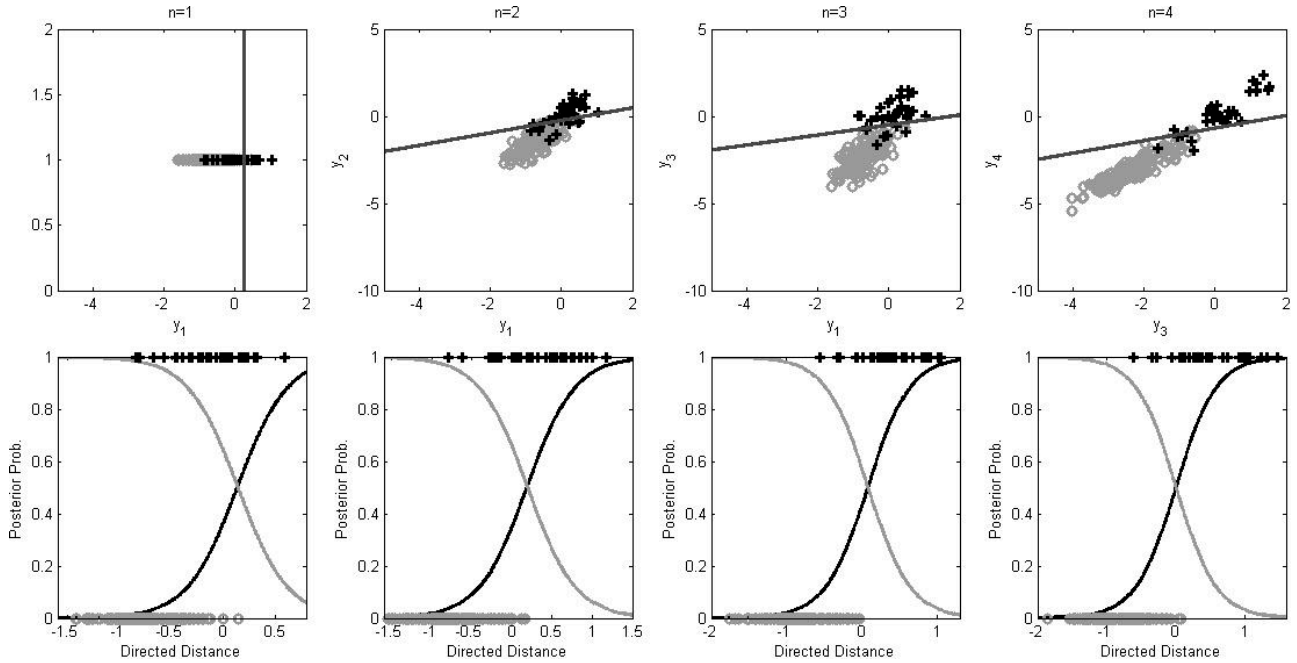 n=1
2
1.5
1
0.5
0
-4 -2 0 2
y1
n=2
5
0
-5
-10
y2
-4 -2 0 2
y1
n=3
5
0
-5
-10
y3
-4 -2 0 2
y1
n=4
5
0
-5
-10
y4
-4 -2 0 2
y3
1
0.8
0.6
0.4
0.2
0
Posterior Prob.
-1.5 -1 -0.5 0 0.5
Directed Distance
1
0.8
0.6
0.4
0.2
0
Posterior Prob.
-1.5 -1 -0.5 0 0.5 1 1.5
Directed Distance
1
0.8
0.6
0.4
0.2
0
Posterior Prob.
-2 -1 0 1
Directed Distance
1
0.8
0.6
0.4
0.2
0
Posterior Prob.
-2 -1 0 1
Directed Distance